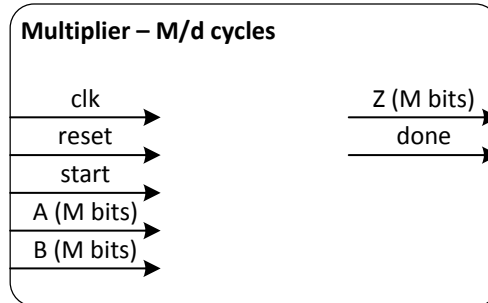 Multiplier – M/d cycles
clk
reset
start
A (M bits)
B (M bits)
Z (M bits)
done